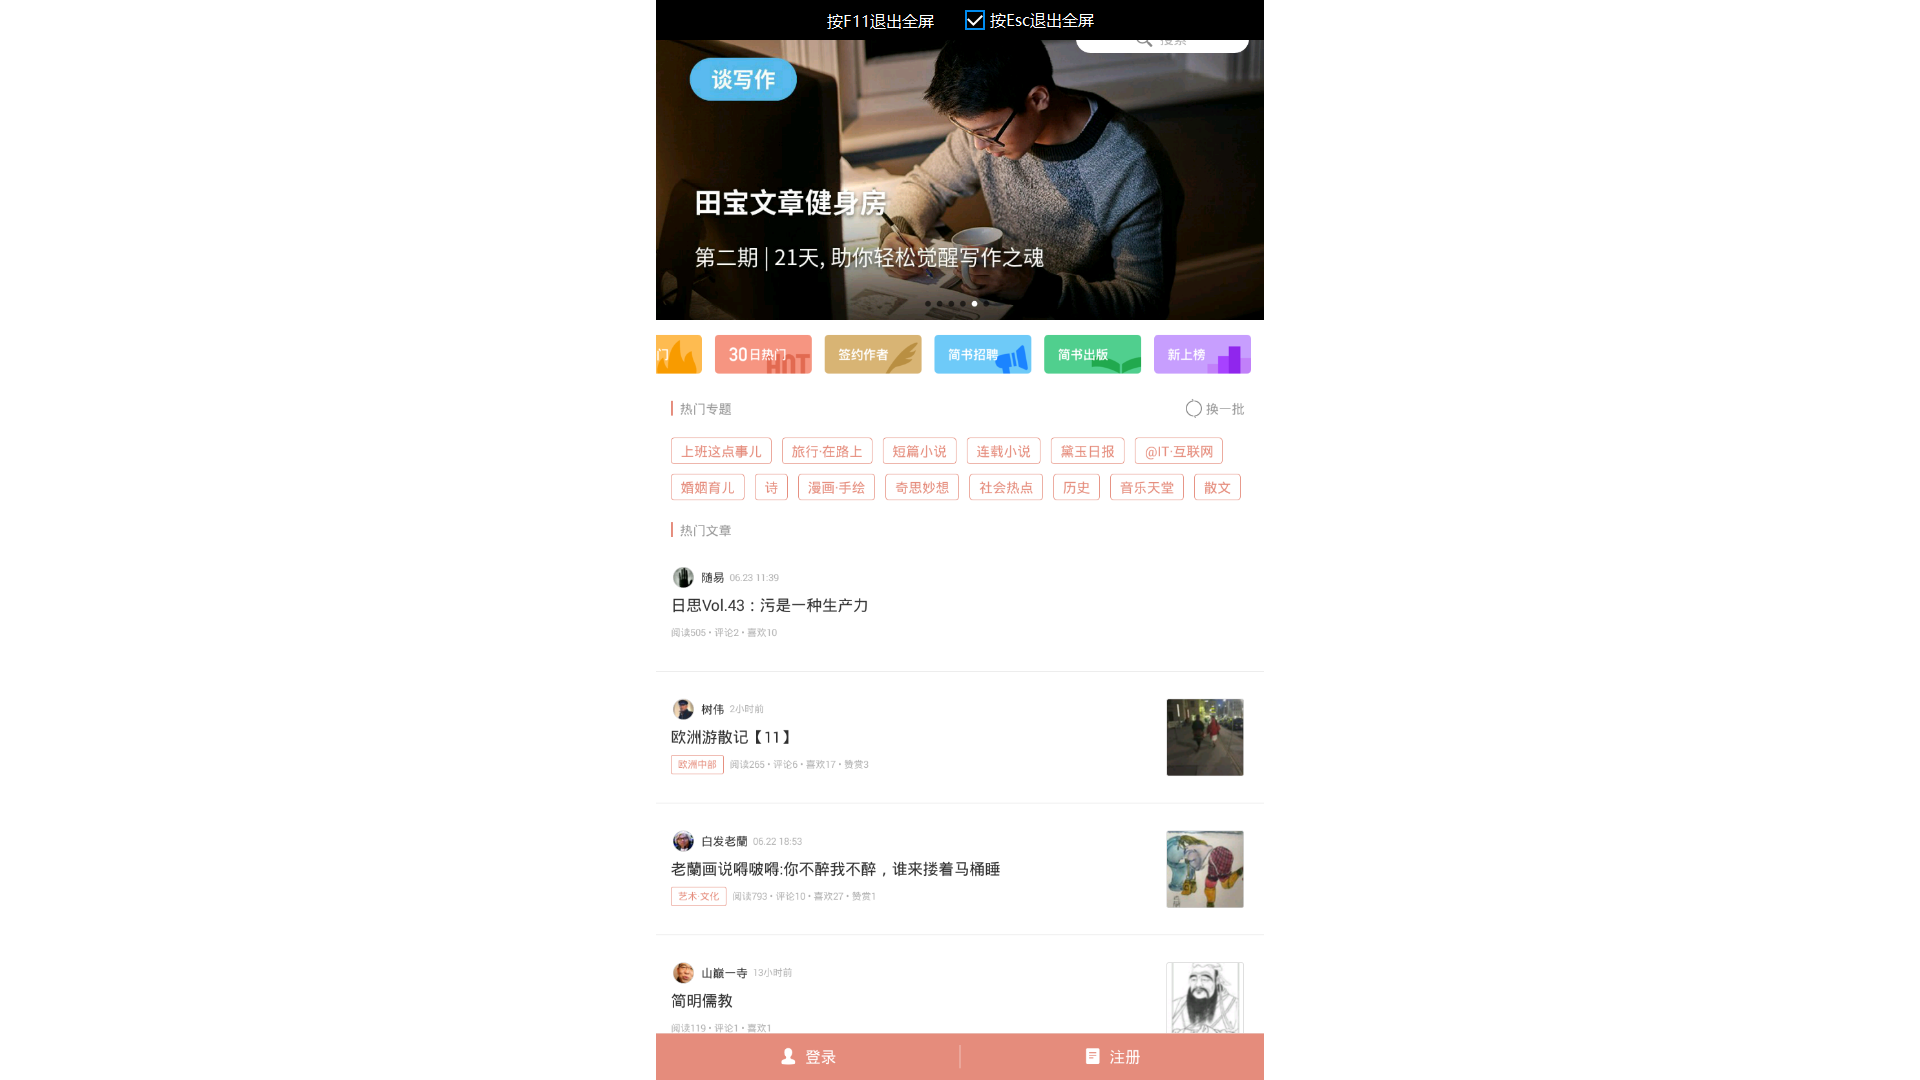 按F11退出全屏 按Esc退出全屏
搜索
谈写作
田宝文章健身房
第二期 | 21天, 助你轻松觉醒写作之魂
门 30日热门 HOT 签约作者 简书招聘 简书出版 新上榜
热门专题 换一批
上班这点事儿 旅行·在路上 短篇小说 连载小说 黛玉日报 @IT·互联网
婚姻育儿 诗 漫画·手绘 奇思妙想 社会热点 历史 音乐天堂 散文
热门文章
随易 06.23 11:39
日思Vol.43：污是一种生产力
阅读505 • 评论2 • 喜欢10
树伟 2小时前
欧洲游散记【11】
欧洲中部 阅读265 • 评论6 • 喜欢17 • 赞赏3
白发老蘭 06.22 18:53
老蘭画说嘚啵嘚:你不醉我不醉，谁来搂着马桶睡
艺术·文化 阅读793 • 评论10 • 喜欢27 • 赞赏1
山巅一寺 13小时前
简明儒教
阅读119 • 评论1 • 喜欢1
登录 注册